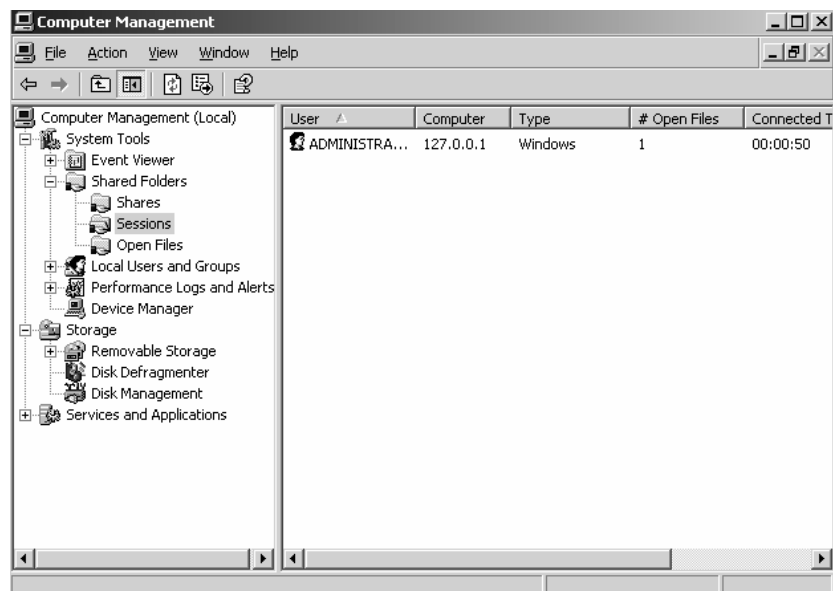 Computer Management
File Action View Window Help
Computer Management (Local)
System Tools
Event Viewer
Shared Folders
Shares
Sessions
Open Files
Local Users and Groups
Performance Logs and Alerts
Device Manager
Storage
Removable Storage
Disk Defragmenter
Disk Management
Services and Applications
User Computer Type # Open Files Connected T
ADMINISTRA... 127.0.0.1 Windows 1 00:00:50